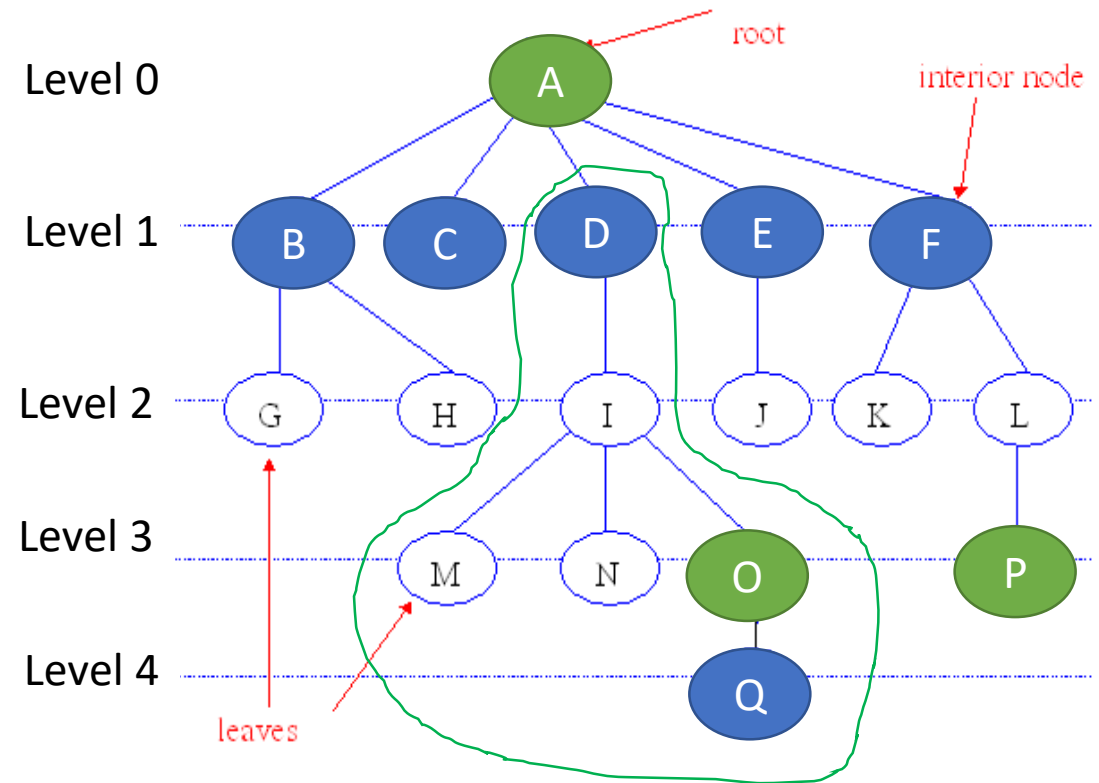 root
Level 0
A
interior node
Level 1
B
C
D
E
F
Level 2
G
H
I
J
K
L
Level 3
M
N
O
P
Level 4
Q
leaves